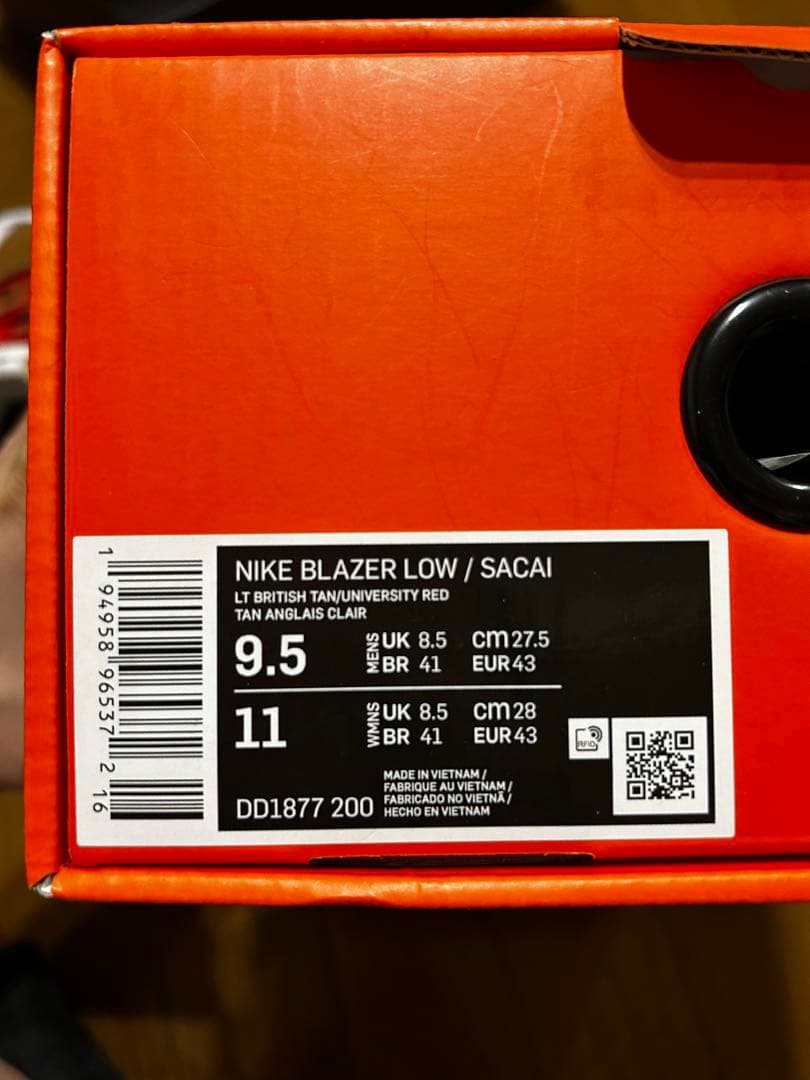 NIKE BLAZER LOW / SACAI
LT BRITISH TAN/UNIVERSITY RED
TAN ANGLAIS CLAIR
9.5 MENS UK 8.5 CM 27.5
BR 41 EUR 43
11 WMNS UK 8.5 CM 28
BR 41 EUR 43
RFID
MADE IN VIETNAM /
FABRIQUE AU VIETNAM /
FABRICADO NO VIETNÃ /
HECHO EN VIETNAM
DD1877 200
1 94958 96537 2 16